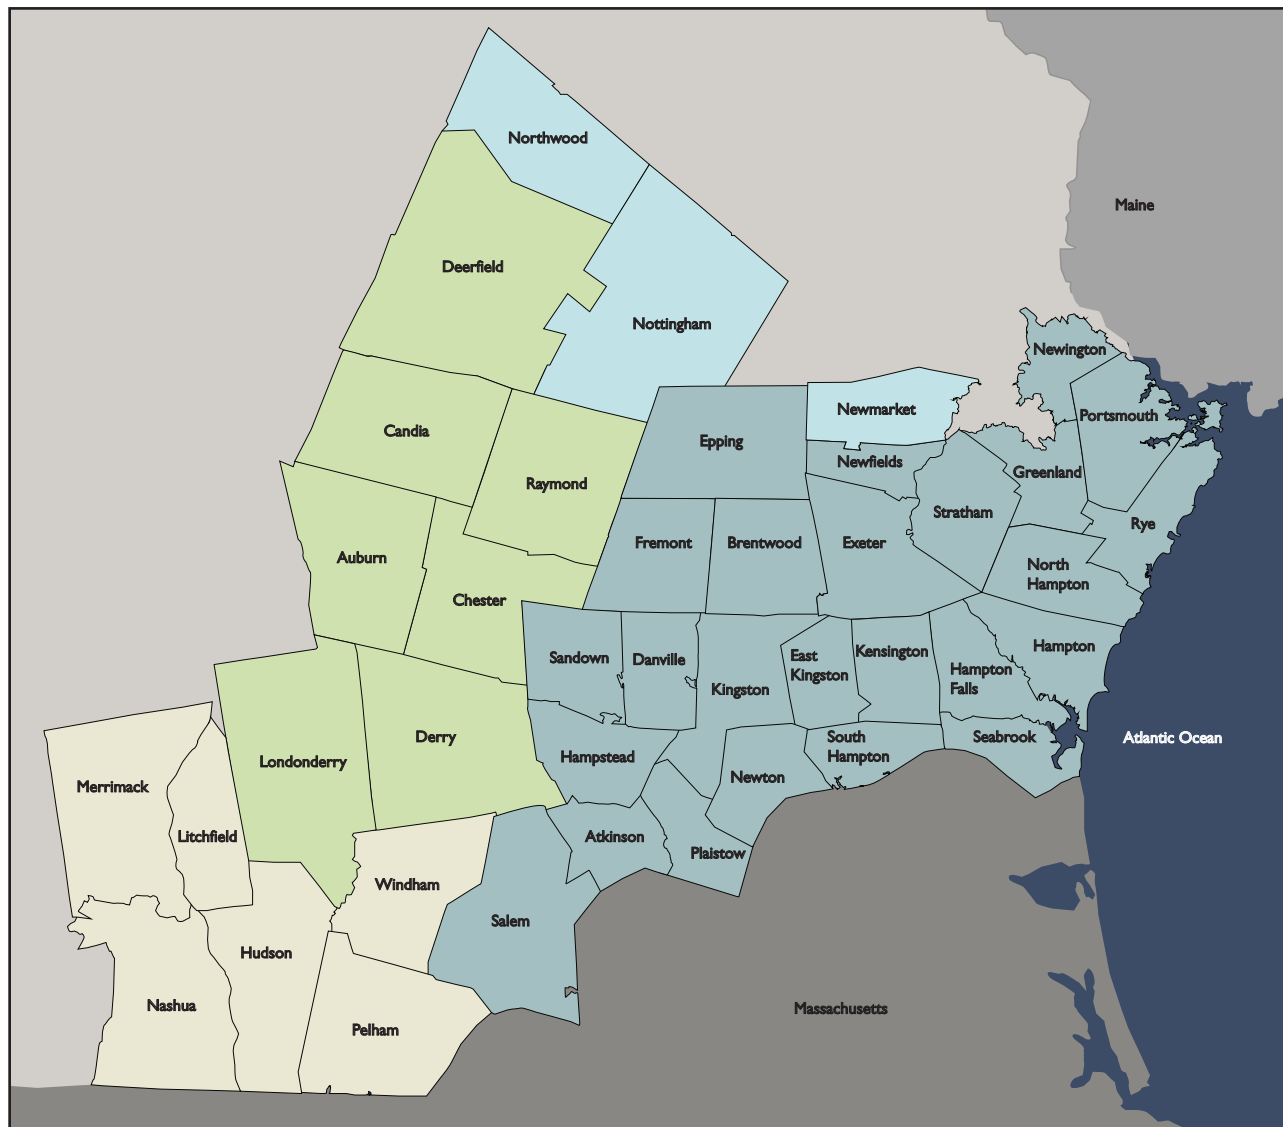 Northwood
Maine
Deerfield
Nottingham
Newington
Newmarket
Portsmouth
Candia
Epping
Newfields
Greenland
Raymond
Stratham
Rye
Fremont
Brentwood
Exeter
Auburn
North
Hampton
Chester
Hampton
Sandown
Danville
East
Kingston
Kensington
Hampton
Falls
Kingston
Derry
Seabrook
Atlantic Ocean
South
Hampton
Londonderry
Hampstead
Newton
Merrimack
Litchfield
Atkinson
Plaistow
Windham
Salem
Hudson
Nashua
Massachusetts
Pelham